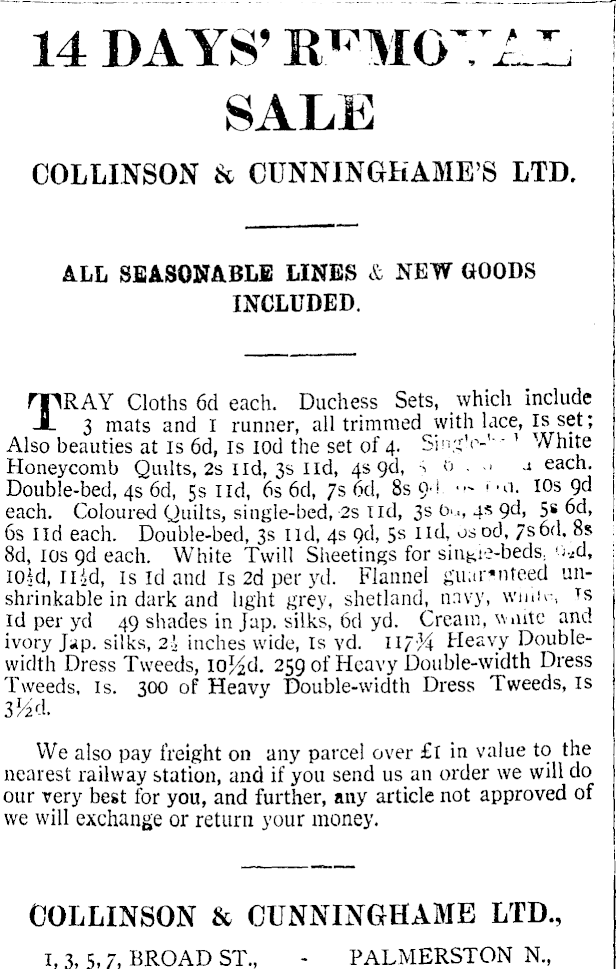 14 DAYS' REMOVAL
SALE
COLLINSON & CUNNINGHAME'S LTD.
ALL SEASONABLE LINES & NEW GOODS
INCLUDED.
TRAY Cloths 6d each. Duchess Sets, which include
3 mats and 1 runner, all trimmed with lace, 1s set;
Also beauties at 1s 6d, 1s 10d the set of 4. White
Honeycomb Quilts, 2s 11d, 3s 11d, 4s 9d, each.
Double-bed, 4s 6d, 5s 11d, 6s 6d, 7s 6d, 8s 10s 9d
each. Coloured Quilts, single-bed, 2s 11d, 3s 4s 9d, 5s 6d,
6s 11d each. Double-bed, 3s 11d, 4s 9d, 5s 11d, 7s 6d, 8s
8d, 10s 9d each. White Twill Sheetings for single-beds,
10½d, 11½d, 1s 1d and 1s 2d per yd. Flannel guaranteed un-
shrinkable in dark and light grey, shetland, navy, white, 1s
1d per yd 49 shades in Jap. silks, 6d yd. Cream, white and
ivory Jap. silks, 2½ inches wide, 1s yd. 117¾ Heavy Double-
width Dress Tweeds, 10½d. 259 of Heavy Double-width Dress
Tweeds, 1s. 300 of Heavy Double-width Dress Tweeds, 1s
3½d.
We also pay freight on any parcel over £1 in value to the
nearest railway station, and if you send us an order we will do
our very best for you, and further, any article not approved of
we will exchange or return your money.
COLLINSON & CUNNINGHAME LTD.,
1, 3, 5, 7, BROAD ST., - PALMERSTON N.,